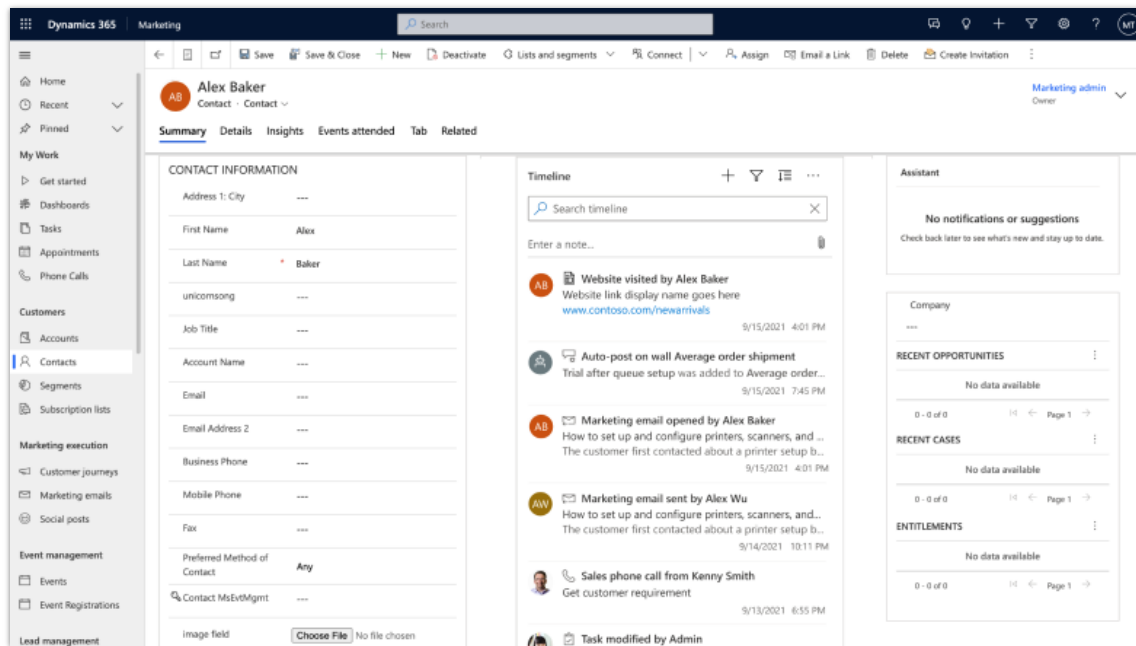 Dynamics 365 Marketing Search MT
Save Save & Close New Deactivate Lists and segments Connect Assign Email a Link Delete Create Invitation
Home
Recent
Pinned
My Work
Get started
Dashboards
Tasks
Appointments
Phone Calls
Customers
Accounts
Contacts
Segments
Subscription lists
Marketing execution
Customer journeys
Marketing emails
Social posts
Event management
Events
Event Registrations
Lead management
AB
Alex Baker
Contact · Contact
Marketing admin
Owner
Summary Details Insights Events attended Tab Related
CONTACT INFORMATION
Address 1: City ---
First Name Alex
Last Name * Baker
unicornsong ---
Job Title ---
Account Name ---
Email ---
Email Address 2 ---
Business Phone ---
Mobile Phone ---
Fax ---
Preferred Method of
Contact Any
Contact MsEvtMgmt ---
image field Choose File No file chosen
Timeline
Search timeline
Enter a note...
AB
Website visited by Alex Baker
Website link display name goes here
www.contoso.com/newarrivals
9/15/2021 4:01 PM
Auto-post on wall Average order shipment
Trial after queue setup was added to Average order...
9/15/2021 7:45 PM
AB
Marketing email opened by Alex Baker
How to set up and configure printers, scanners, and ...
The customer first contacted about a printer setup b...
9/15/2021 4:01 PM
AW
Marketing email sent by Alex Wu
How to set up and configure printers, scanners, and...
The customer first contacted about a printer setup b...
9/14/2021 10:11 PM
Sales phone call from Kenny Smith
Get customer requirement
9/13/2021 6:55 PM
Task modified by Admin
Assistant
No notifications or suggestions
Check back later to see what's new and stay up to date.
Company
---
RECENT OPPORTUNITIES
No data available
0 - 0 of 0 Page 1
RECENT CASES
No data available
0 - 0 of 0 Page 1
ENTITLEMENTS
No data available
0 - 0 of 0 Page 1